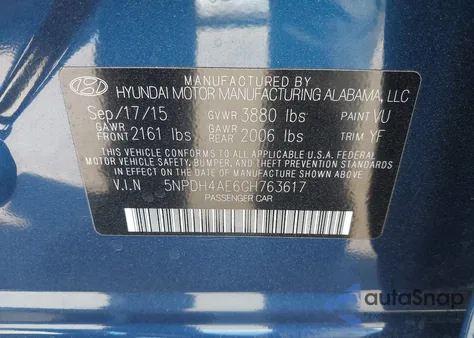 MANUFACTURED BY
HYUNDAI MOTOR MANUFACTURING ALABAMA, LLC
Sep/17/15 GVWR 3880 lbs PAINT VU
GAWR FRONT 2161 lbs GAWR REAR 2006 lbs TRIM YF
THIS VEHICLE CONFORMS TO ALL APPLICABLE U.S. FEDERAL
MOTOR VEHICLE SAFETY, BUMPER, AND THEFT PREVENTION STANDARDS
IN EFFECT ON THE DATE OF MANUFACTURE SHOWN ABOVE.
V.I.N 5NPDH4AE6GH763617
PASSENGER CAR
autoSnap